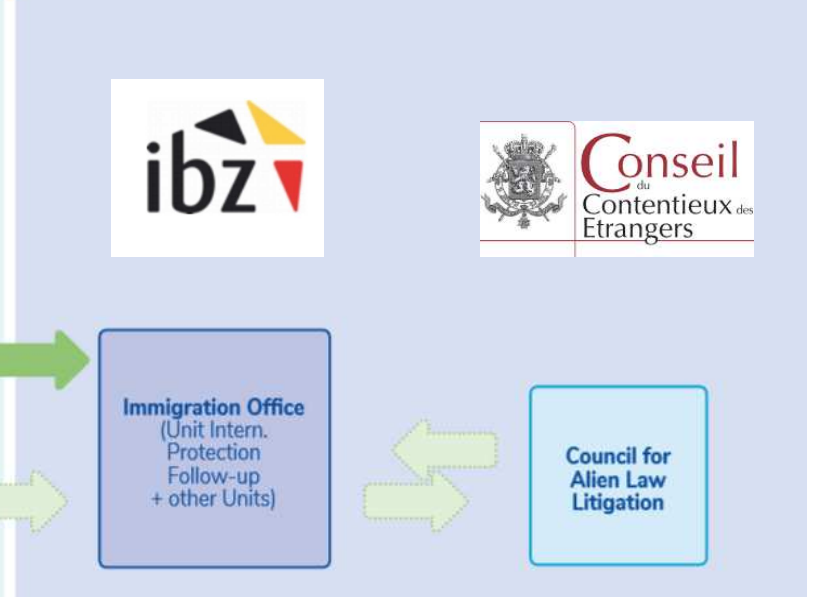 ibz
Conseil
du
Contentieux des
Etrangers
Immigration Office
(Unit Intern.
Protection
Follow-up
+ other Units)
Council for
Alien Law
Litigation